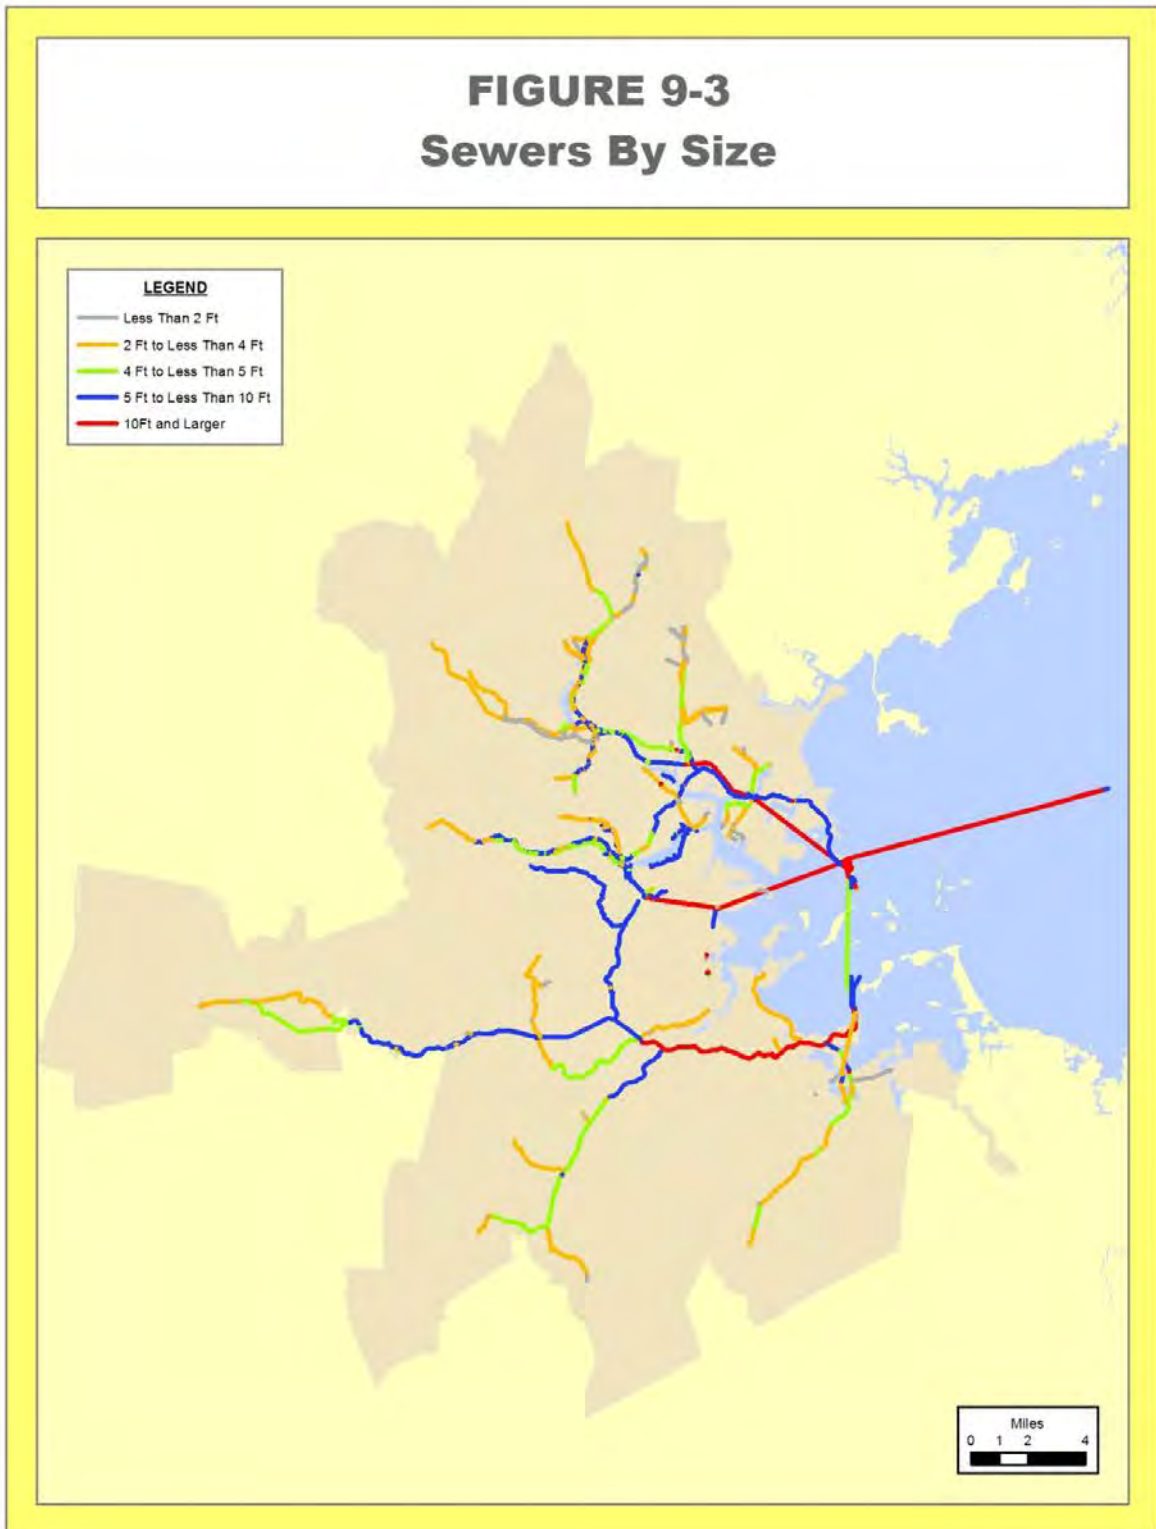 FIGURE 9-3
Sewers By Size
LEGEND
Less Than 2 Ft
2 Ft to Less Than 4 Ft
4 Ft to Less Than 5 Ft
5 Ft to Less Than 10 Ft
10Ft and Larger
Miles
0 1 2 4